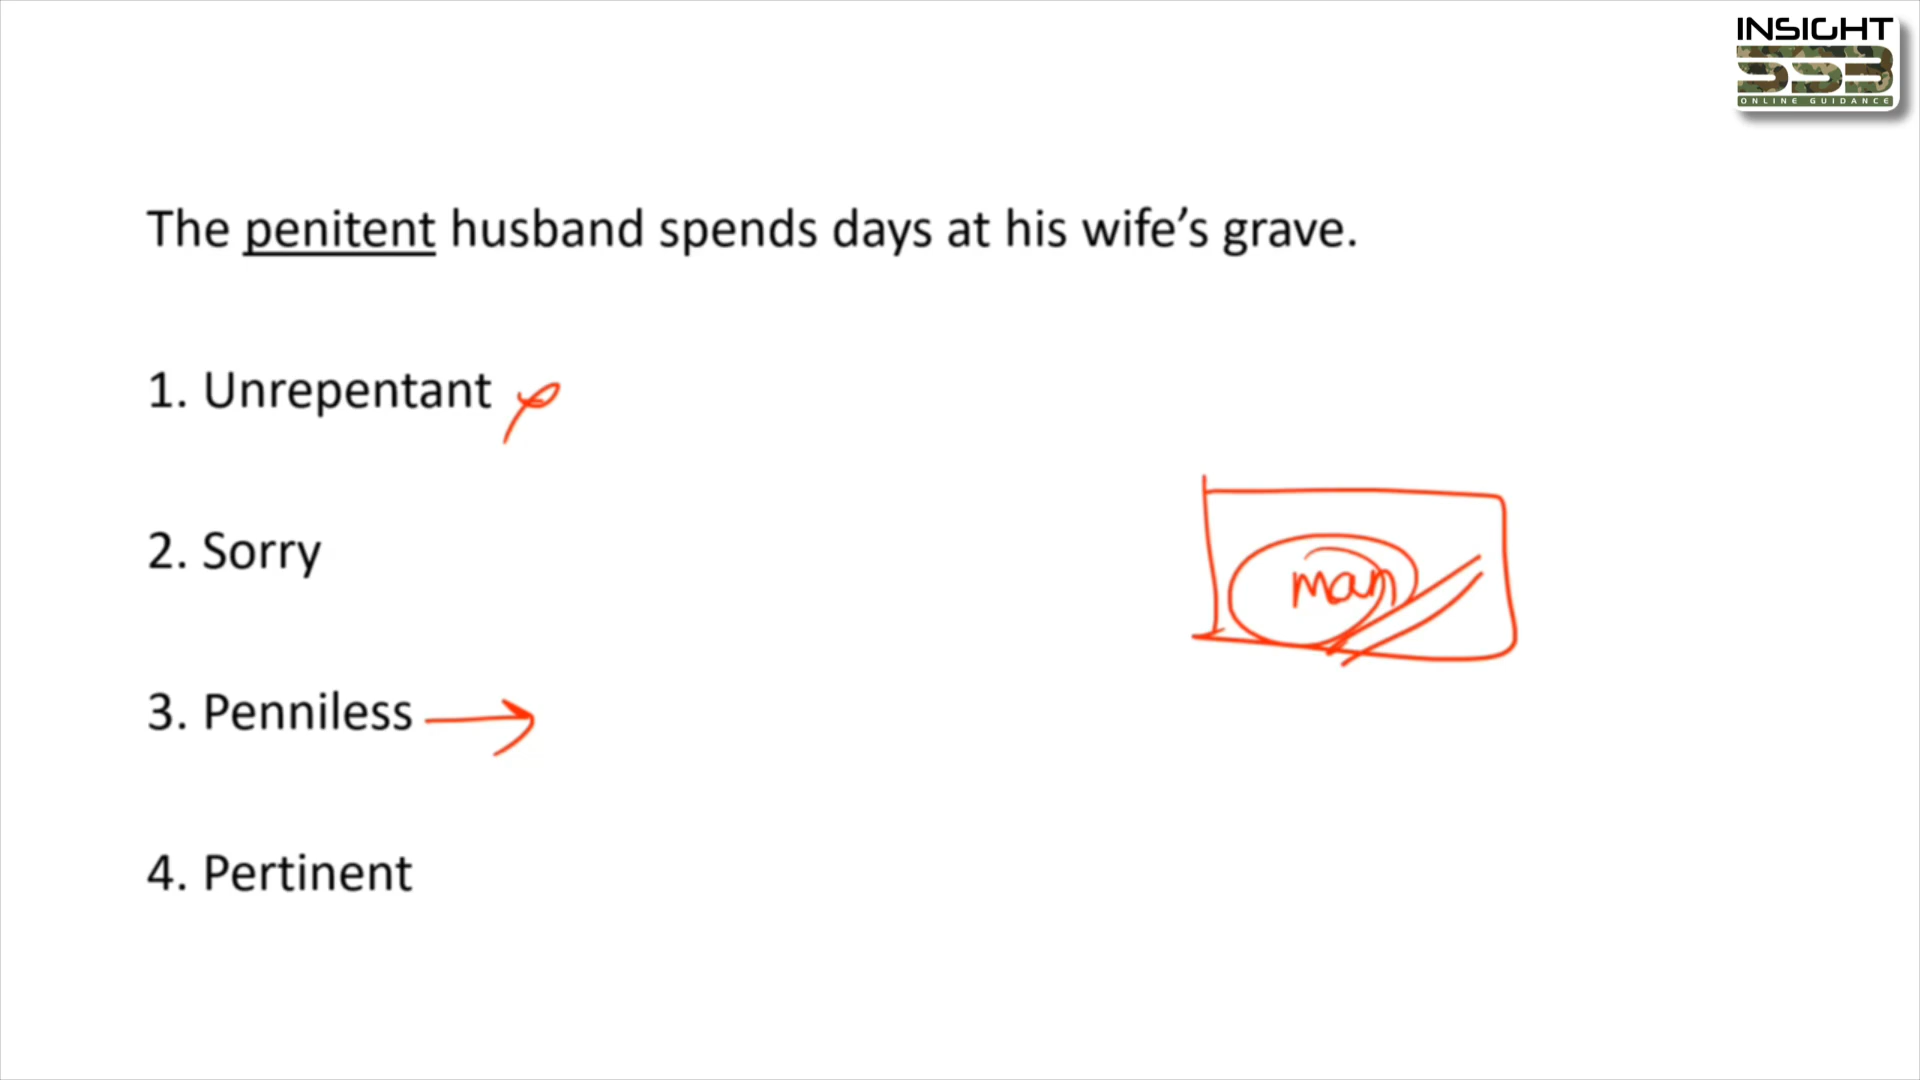 INSIGHT
SSB
ONLINE GUIDANCE
The penitent husband spends days at his wife’s grave.
1. Unrepentant
2. Sorry
man
3. Penniless
4. Pertinent